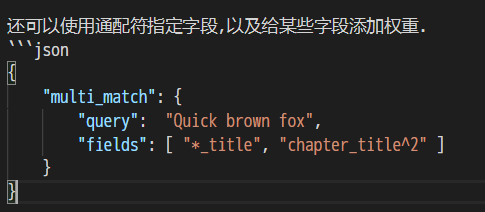 还可以使用通配符指定字段,以及给某些字段添加权重.
```json
{
    "multi_match": {
        "query":  "Quick brown fox",
        "fields": [ "*_title", "chapter_title^2" ]
    }
}